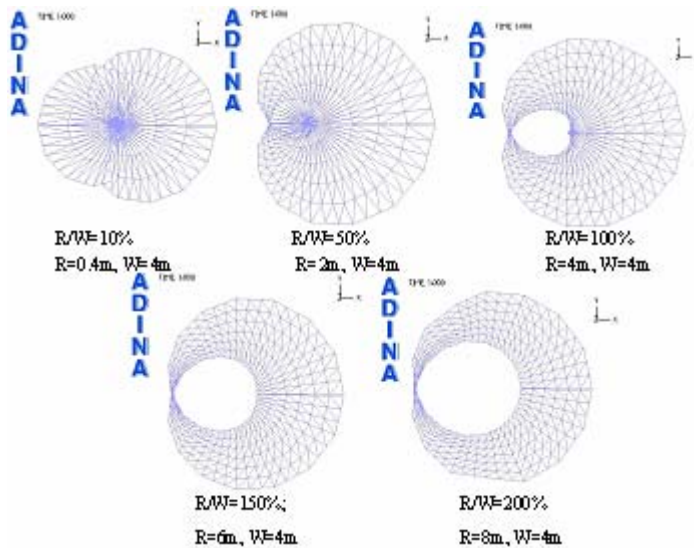 ADINA
TIME 1.000
Y
X
R/W=10%
R=0.4m, W=4m
ADINA
TIME 1.000
Y
X
R/W=50%
R=2m, W=4m
ADINA
TIME 1.000
Y
X
R/W=100%
R=4m, W=4m
ADINA
TIME 1.000
Y
X
R/W=150%;
R=6m, W=4m
ADINA
TIME 1.000
Y
X
R/W=200%
R=8m, W=4m